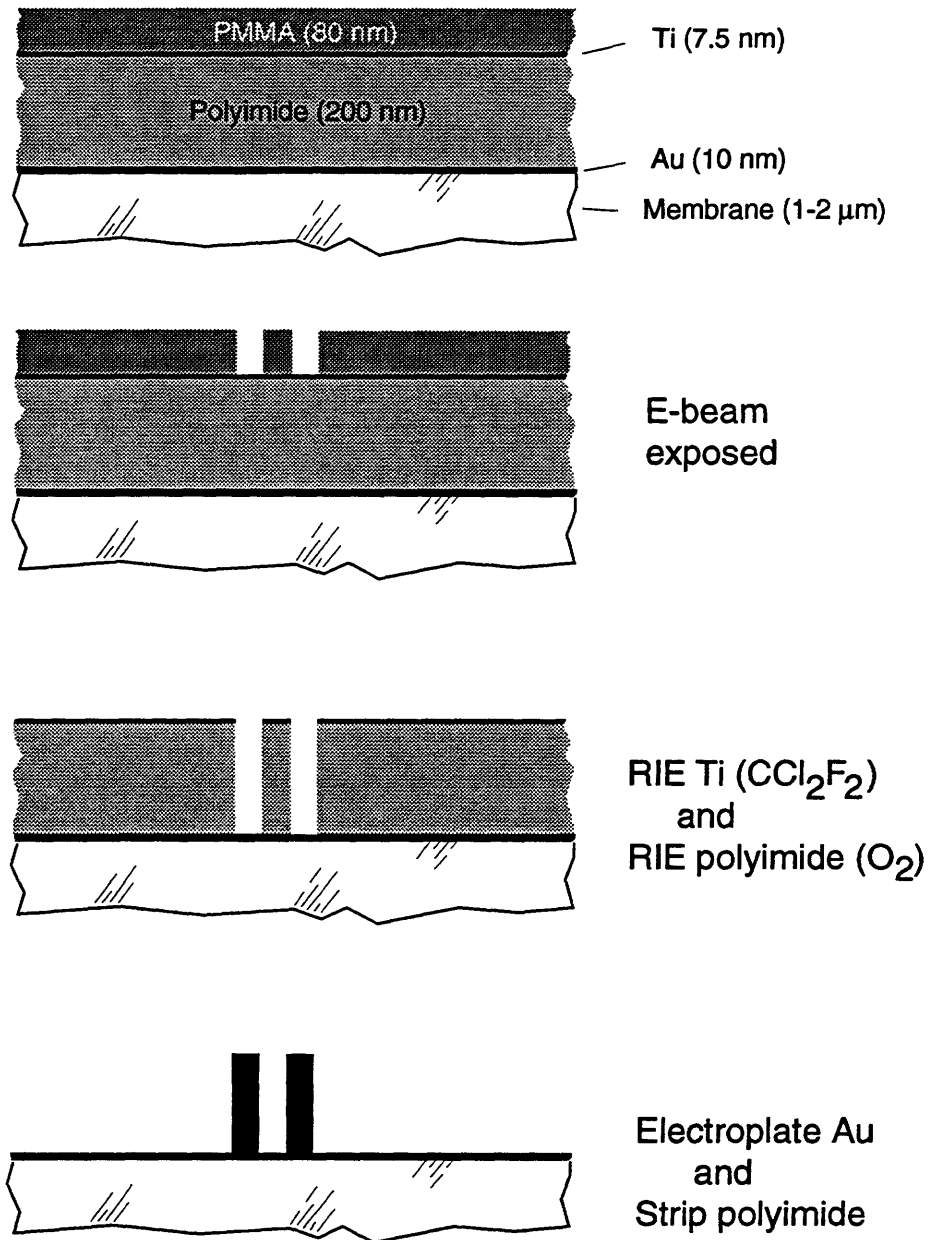 PMMA (80 nm)
Ti (7.5 nm)
Polyimide (200 nm)
Au (10 nm)
Membrane (1-2 μm)
E-beam
exposed
RIE Ti (CCl₂F₂)
and
RIE polyimide (O₂)
Electroplate Au
and
Strip polyimide